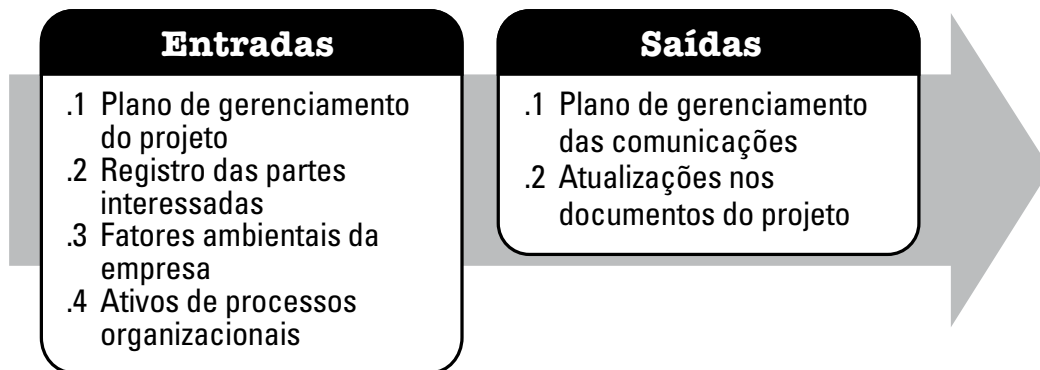 Entradas
.1 Plano de gerenciamento
do projeto
.2 Registro das partes
interessadas
.3 Fatores ambientais da
empresa
.4 Ativos de processos
organizacionais
Saídas
.1 Plano de gerenciamento
das comunicações
.2 Atualizações nos
documentos do projeto